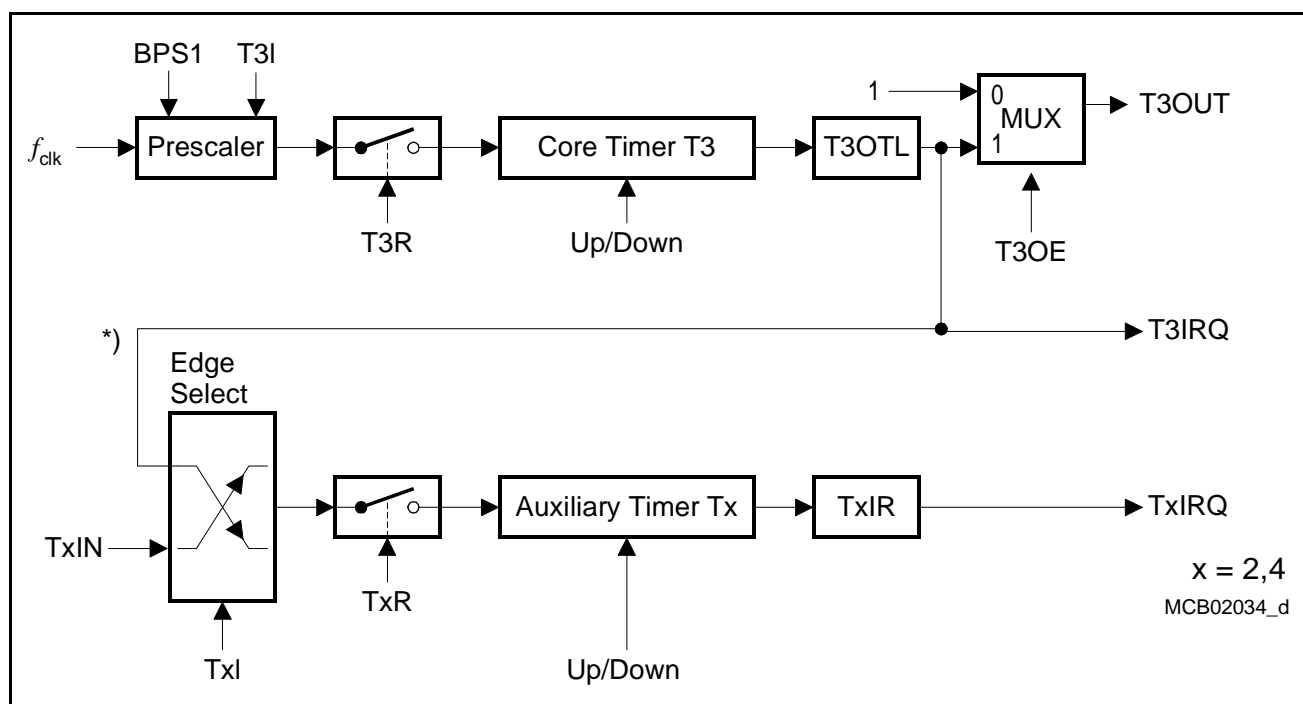 BPS1 T3I
1
0
MUX
1
T3OUT
fclk
Prescaler
Core Timer T3
T3OTL
T3R
Up/Down
T3OE
*)
T3IRQ
Edge
Select
TxIN
Auxiliary Timer Tx
TxIR
TxIRQ
TxR
x = 2,4
MCB02034_d
TxI
Up/Down